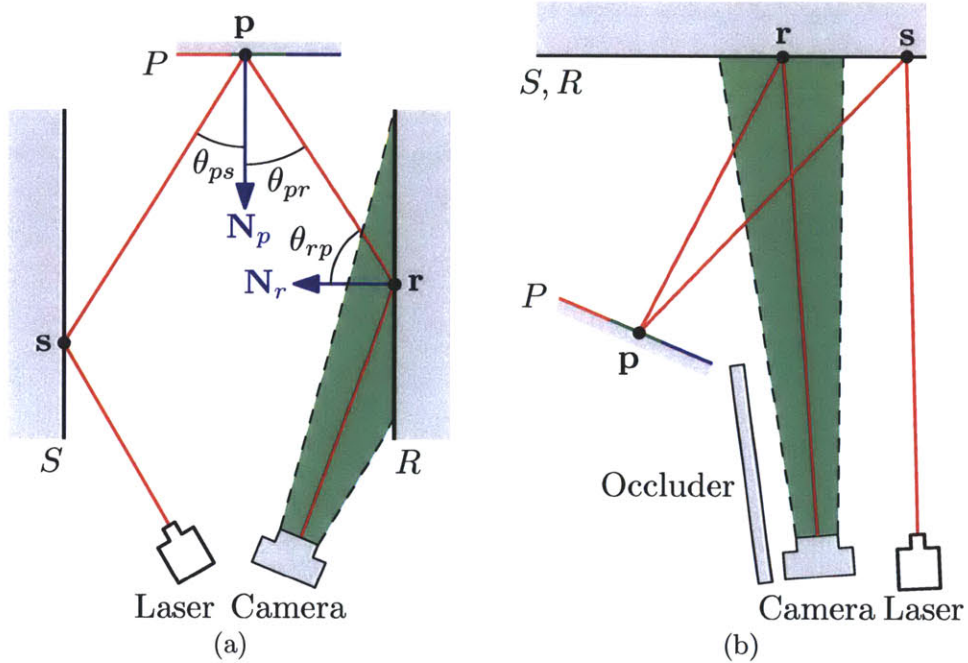 p
P
θps
θpr
Np
θrp
Nr
r
s
S
R
Laser Camera
(a)
r
s
S, R
P
p
Occluder
Camera Laser
(b)